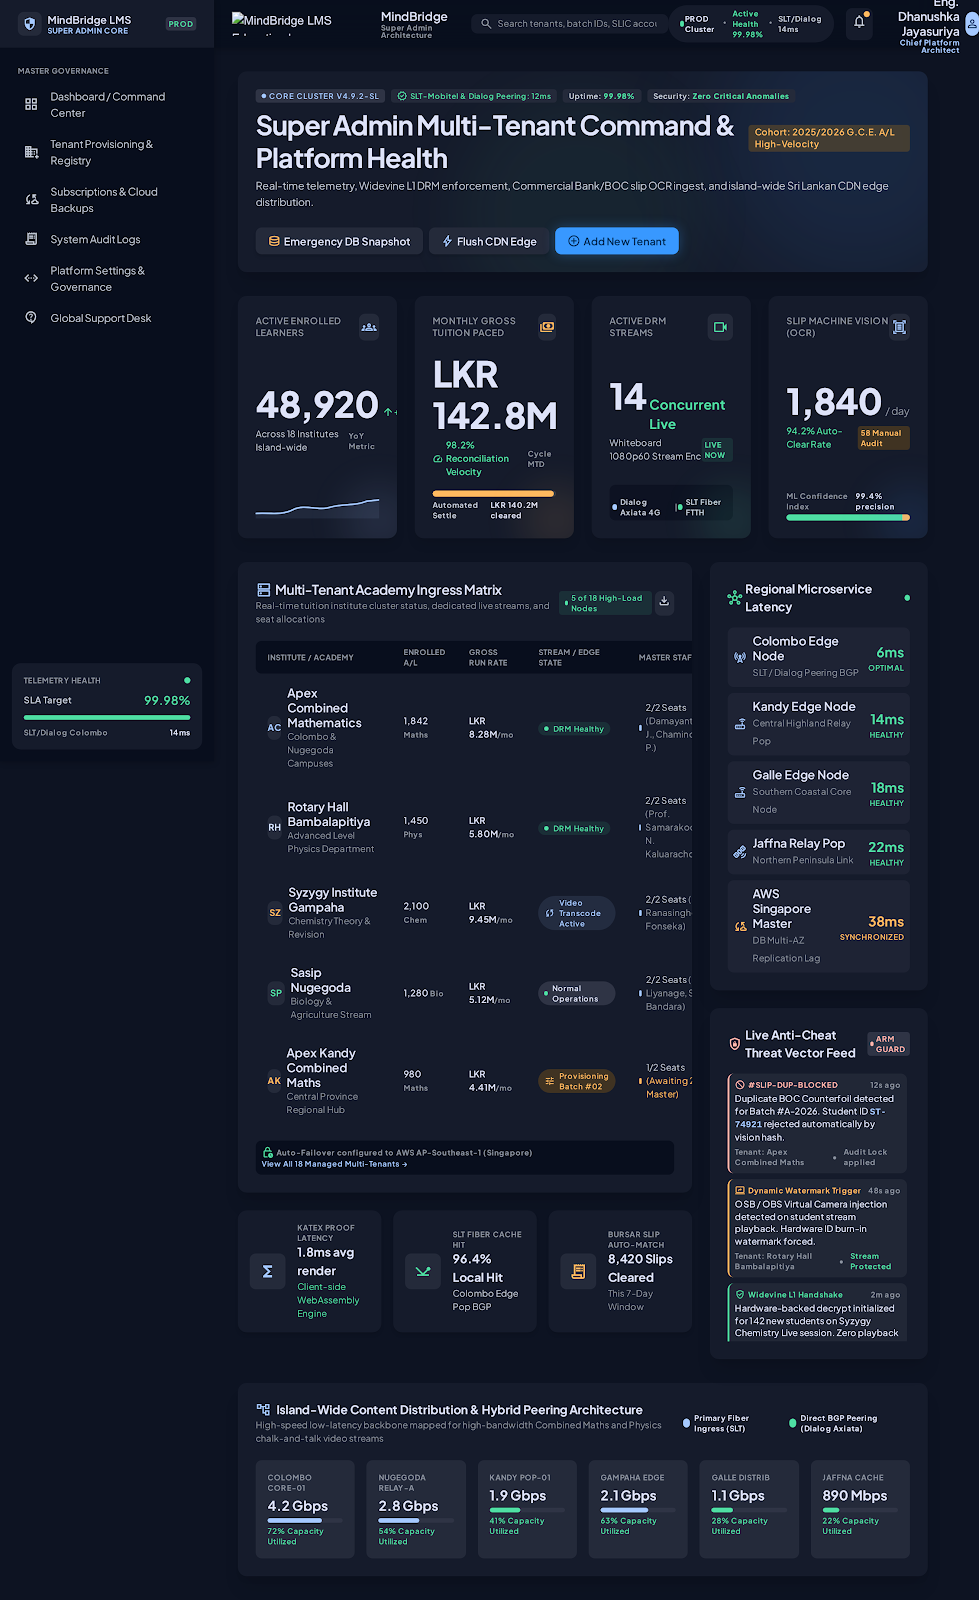 MindBridge LMS
SUPER ADMIN CORE
PROD
MASTER GOVERNANCE
Dashboard / Command
Center
Tenant Provisioning &
Registry
Subscriptions & Cloud
Backups
System Audit Logs
Platform Settings &
Governance
Global Support Desk
TELEMETRY HEALTH
SLA Target
99.98%
SLT/Dialog Colombo
14ms
MindBridge LMS
MindBridge
Super Admin
Architecture
Search tenants, batch IDs, SLIC accou
PROD
Cluster
•
Active
Health
99.98%
•
SLT/Dialog
14ms
Eng.
Dhanushka
Jayasuriya
Chief Platform
Architect
CORE CLUSTER V4.9.2-SL
SLT-Mobitel & Dialog Peering: 12ms
Uptime: 99.98%
Security: Zero Critical Anomalies
Super Admin Multi-Tenant Command &
Platform Health
Cohort: 2025/2026 G.C.E. A/L
High-Velocity
Real-time telemetry, Widevine L1 DRM enforcement, Commercial Bank/BOC slip OCR ingest, and island-wide Sri Lankan CDN edge
distribution.
Emergency DB Snapshot
Flush CDN Edge
Add New Tenant
ACTIVE ENROLLED
LEARNERS
48,920
Across 18 Institutes
Island-wide
YoY
Metric
MONTHLY GROSS
TUITION PACED
LKR
142.8M
98.2%
Reconciliation
Velocity
Cycle
MTD
Automated
Settle
LKR 140.2M
cleared
ACTIVE DRM
STREAMS
14 Concurrent
Live
Whiteboard
1080p60 Stream Enc
LIVE
NOW
Dialog
Axiata 4G
|
SLT Fiber
FTTH
SLIP MACHINE VISION
(OCR)
1,840 / day
94.2% Auto-
Clear Rate
58 Manual
Audit
ML Confidence
Index
99.4%
precision
Multi-Tenant Academy Ingress Matrix
Real-time tuition institute cluster status, dedicated live streams, and
seat allocations
5 of 18 High-Load
Nodes
INSTITUTE / ACADEMY
ENROLLED
A/L
GROSS
RUN RATE
STREAM / EDGE
STATE
MASTER STAF
AC
Apex
Combined
Mathematics
Colombo &
Nugegoda
Campuses
1,842
Maths
LKR
8.28M/mo
DRM Healthy
2/2 Seats
(Damayant
J., Chamino
P.)
RH
Rotary Hall
Bambalapitiya
Advanced Level
Physics Department
1,450
Phys
LKR
5.80M/mo
DRM Healthy
2/2 Seats
(Prof.
Samarakoo
N.
Kaluarachc
SZ
Syzygy Institute
Gampaha
Chemistry Theory &
Revision
2,100
Chem
LKR
9.45M/mo
Video
Transcode
Active
2/2 Seats (
Ranasingh
Fonseka)
SP
Sasip
Nugegoda
Biology &
Agriculture Stream
1,280 Bio
LKR
5.12M/mo
Normal
Operations
2/2 Seats (
Liyanage, S
Bandara)
AK
Apex Kandy
Combined
Maths
Central Province
Regional Hub
980
Maths
LKR
4.41M/mo
Provisioning
Batch #02
1/2 Seats
(Awaiting 2
Master)
Auto-Failover configured to AWS AP-Southeast-1 (Singapore)
View All 18 Managed Multi-Tenants →
KATEX PROOF
LATENCY
1.8ms avg
render
Client-side
WebAssembly
Engine
SLT FIBER CACHE
HIT
96.4%
Local Hit
Colombo Edge
Pop BGP
BURSAR SLIP
AUTO-MATCH
8,420 Slips
Cleared
This 7-Day
Window
Regional Microservice
Latency
Colombo Edge
Node
SLT / Dialog Peering BGP
6ms
OPTIMAL
Kandy Edge Node
Central Highland Relay
Pop
14ms
HEALTHY
Galle Edge Node
Southern Coastal Core
Node
18ms
HEALTHY
Jaffna Relay Pop
Northern Peninsula Link
22ms
HEALTHY
AWS
Singapore
Master
DB Multi-AZ
Replication Lag
38ms
SYNCHRONIZED
Live Anti-Cheat
Threat Vector Feed
ARM
GUARD
#SLIP-DUP-BLOCKED
12s ago
Duplicate BOC Counterfoil detected
for Batch #A-2026. Student ID ST-
74921 rejected automatically by
vision hash.
Tenant: Apex
Combined Maths
•
Audit Lock
applied
Dynamic Watermark Trigger
48s ago
OSB / OBS Virtual Camera injection
detected on student stream
playback. Hardware ID burn-in
watermark forced.
Tenant: Rotary Hall
Bambalapitiya
•
Stream
Protected
Widevine L1 Handshake
2m ago
Hardware-backed decrypt initialized
for 142 new students on Syzygy
Chemistry Live session. Zero playback
Island-Wide Content Distribution & Hybrid Peering Architecture
High-speed low-latency backbone mapped for high-bandwidth Combined Maths and Physics
chalk-and-talk video streams
Primary Fiber
Ingress (SLT)
Direct BGP Peering
(Dialog Axiata)
COLOMBO
CORE-01
4.2 Gbps
72% Capacity
Utilized
NUGEGODA
RELAY-A
2.8 Gbps
54% Capacity
Utilized
KANDY POP-01
1.9 Gbps
41% Capacity
Utilized
GAMPAHA EDGE
2.1 Gbps
63% Capacity
Utilized
GALLE DISTRIB
1.1 Gbps
28% Capacity
Utilized
JAFFNA CACHE
890 Mbps
22% Capacity
Utilized